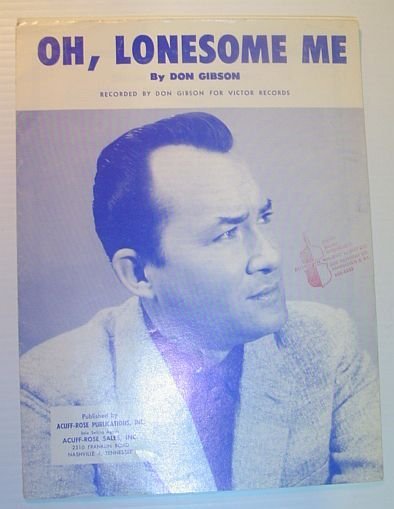 OH, LONESOME ME
By DON GIBSON
RECORDED BY DON GIBSON FOR VICTOR RECORDS
Published by
ACUFF-ROSE PUBLICATIONS, INC.
Sole Selling Agent
ACUFF-ROSE SALES, INC.
2510 FRANKLIN ROAD
NASHVILLE 4, TENNESSEE